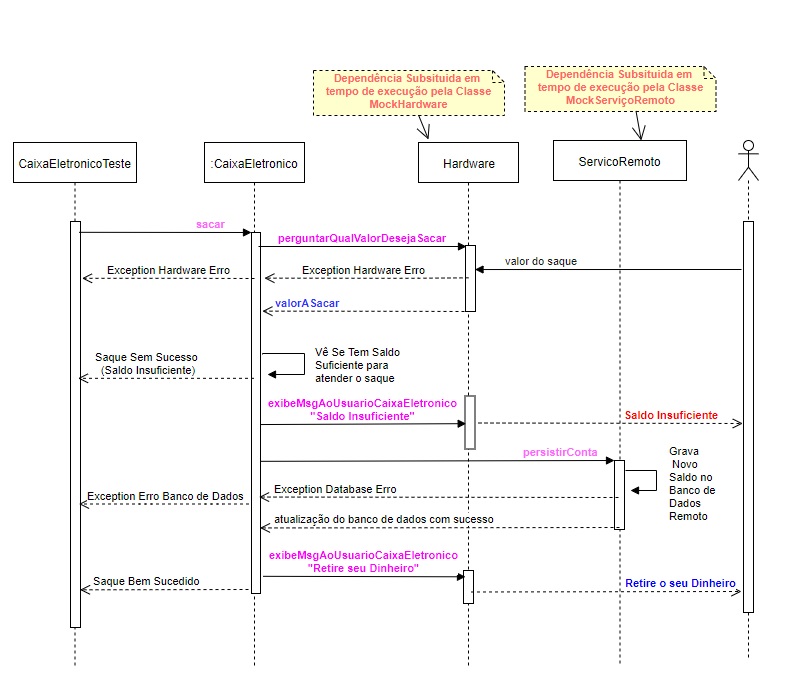 Dependência Subsituida em
tempo de execução pela Classe
MockHardware
Dependência Subsituida em
tempo de execução pela Classe
MockServiçoRemoto
CaixaEletronicoTeste
:CaixaEletronico
Hardware
ServicoRemoto
sacar
perguntarQualValorDesejaSacar
valor do saque
Exception Hardware Erro
Exception Hardware Erro
valorASacar
Vê Se Tem Saldo
Suficiente para
atender o saque
Saque Sem Sucesso
(Saldo Insuficiente)
exibeMsgAoUsuarioCaixaEletronico
"Saldo Insuficiente"
Saldo Insuficiente
persistirConta
Grava
Novo
Saldo no
Banco de
Dados
Remoto
Exception Database Erro
Exception Erro Banco de Dados
atualização do banco de dados com sucesso
exibeMsgAoUsuarioCaixaEletronico
"Retire seu Dinheiro"
Saque Bem Sucedido
Retire o seu Dinheiro